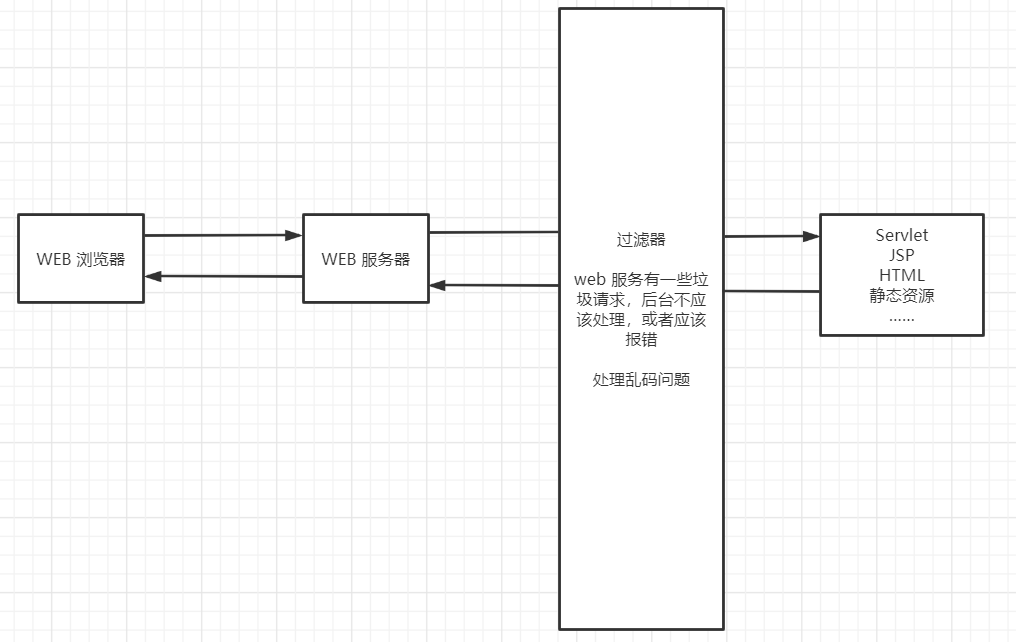 WEB 浏览器
WEB 服务器
过滤器
web 服务有一些垃
圾请求，后台不应
该处理，或者应该
报错
处理乱码问题
Servlet
JSP
HTML
静态资源
……